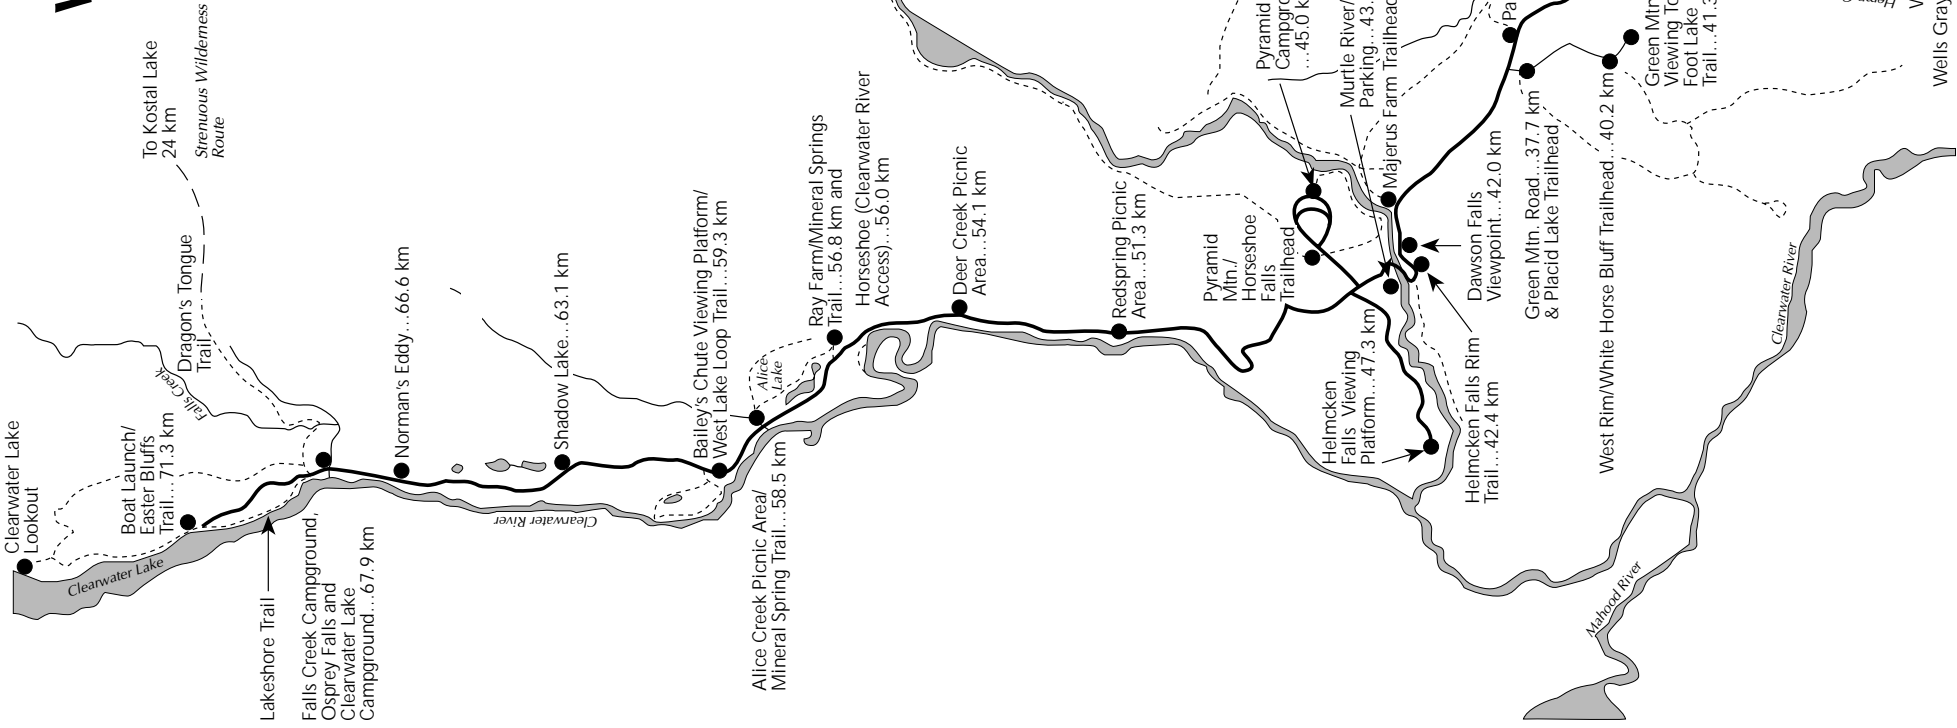 Clearwater Lake
Lookout
Boat Launch/
Easter Bluffs
Trail...71.3 km
Clearwater Lake
To Kostal Lake
24 km
Strenuous Wilderness
Route
Dragon's Tongue
Trail
Falls Creek
Lakeshore Trail
Falls Creek Campground,
Osprey Falls and
Clearwater Lake
Campground...67.9 km
Norman's Eddy...66.6 km
Clearwater River
Shadow Lake...63.1 km
Bailey's Chute Viewing Platform/
West Lake Loop Trail...59.3 km
Alice
Lake
Alice Creek Picnic Area/
Mineral Spring Trail...58.5 km
Ray Farm/Mineral Springs
Trail...56.8 km and
Horseshoe (Clearwater River
Access)...56.0 km
Deer Creek Picnic
Area...54.1 km
Redspring Picnic
Area...51.3 km
Pyramid
Mtn./
Horseshoe
Falls
Trailhead
Pyramid
...45.0
Murtle River/
Parking...43.
Majerus Farm Trailhead
Helmcken
Falls Viewing
Platform...47.3 km
Helmcken Falls Rim
Trail...42.4 km
Dawson Falls
Viewpoint...42.0 km
Green Mtn. Road...37.7 km
& Placid Lake Trailhead
West Rim/White Horse Bluff Trailhead...40.2 km
Green Mtn
Viewing
Foot Lake
Trail...41.3
Clearwater River
Mahood River
Wells Gray